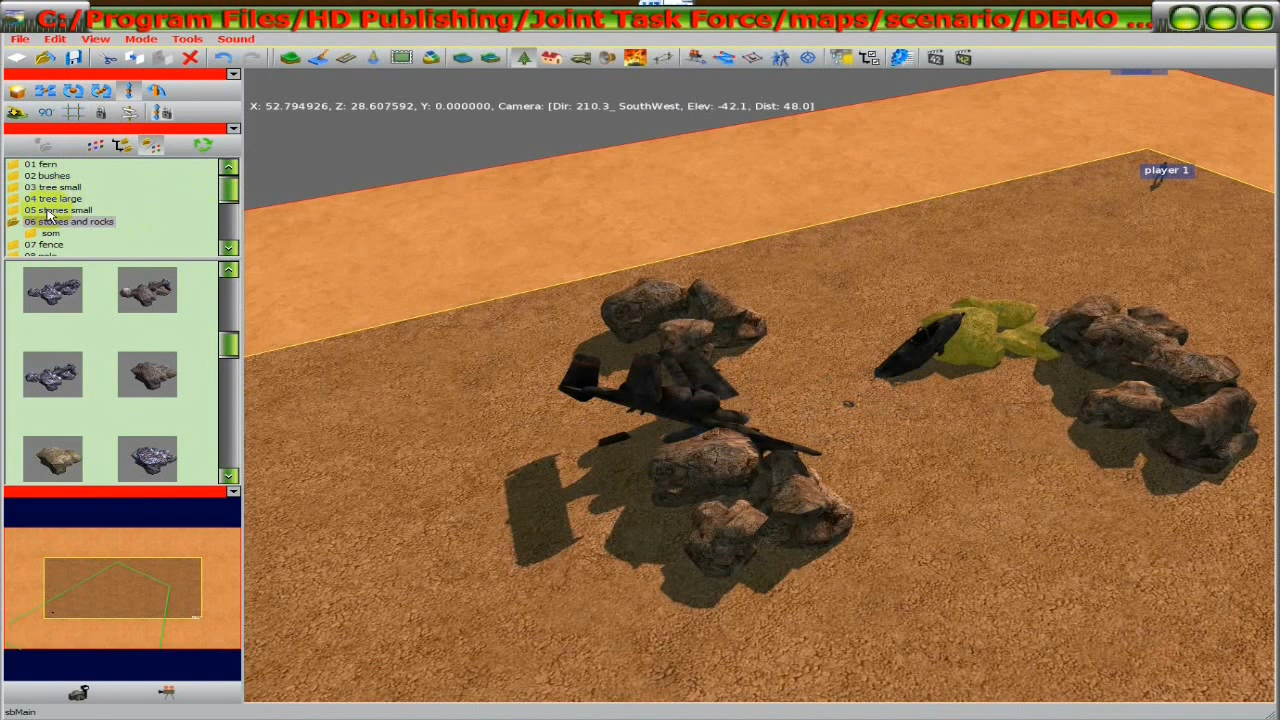 C:/Program Files/HD Publishing/Joint Task Force/maps/scenario/DEMO ...
File Edit View Mode Tools Sound
90°
X: 52.794926, Z: 28.607592, Y: 0.000000, Camera: [Dir: 210.3_ SouthWest, Elev: -42.1, Dist: 48.0]
01 fern
02 bushes
03 tree small
04 tree large
05 stones small
06 stones and rocks
som
07 fence
player 1
sbMain